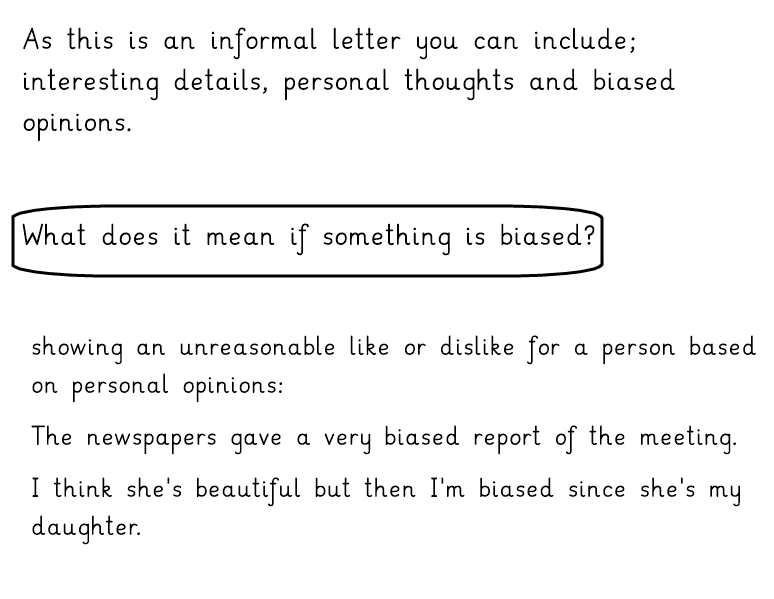 As this is an informal letter you can include;
interesting details, personal thoughts and biased
opinions.
What does it mean if something is biased?
showing an unreasonable like or dislike for a person based
on personal opinions:
The newspapers gave a very biased report of the meeting.
I think she's beautiful but then I'm biased since she's my
daughter.